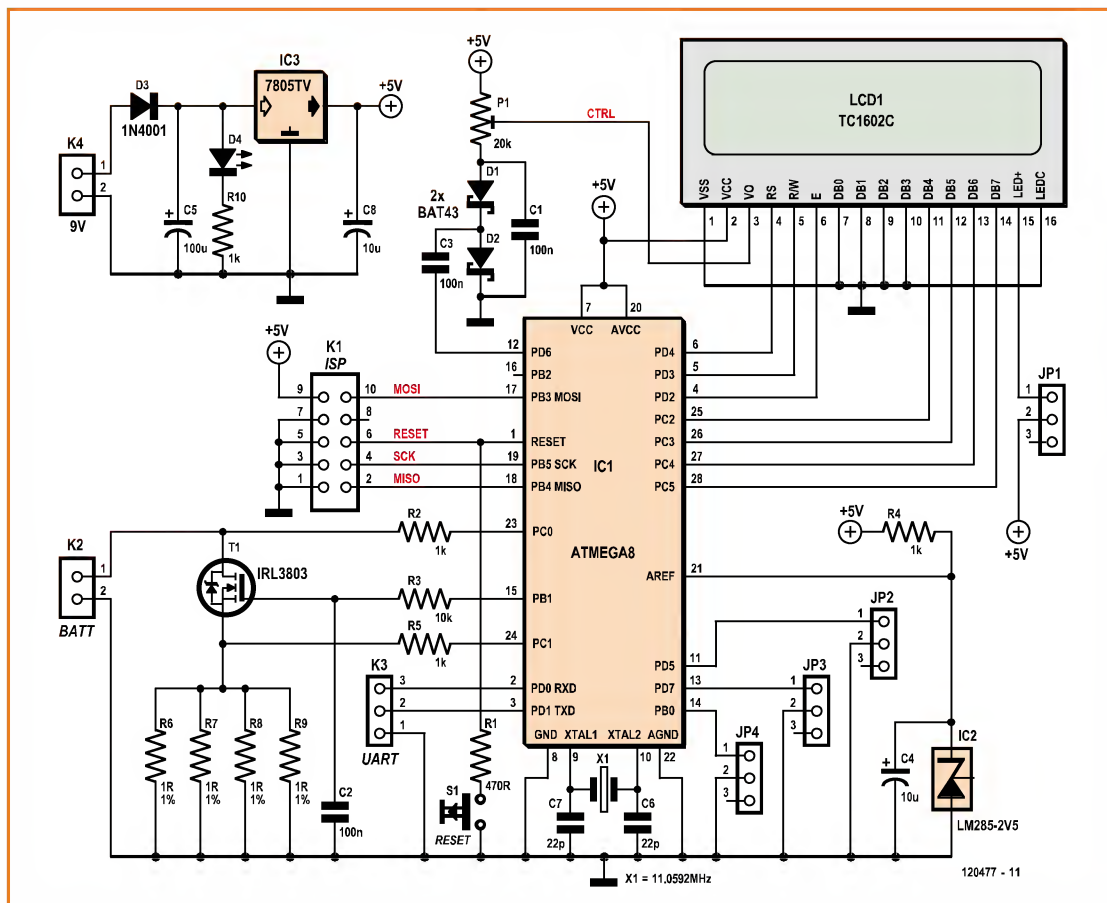 +5V
IC3
7805TV
D3
1N4001
+5V
K4
1
2
9V
D4
R10
1k
C5
100u
C8
10u
P1
20k
CTRL
D1
2x
BAT43
D2
C1
100n
C3
100n
+5V
LCD1
TC1602C
VSS
VCC
VO
RS
R/W
E
DB0
DB1
DB2
DB3
DB4
DB5
DB6
DB7
LED+
LEDC
1 2 3 4 5 6 7 8 9 10 11 12 13 14 15 16
+5V
K1
ISP
9 10 MOSI
7 8
5 6 RESET
3 4 SCK
1 2 MISO
7 20
VCC AVCC
12 PD6
16 PB2
17 PB3 MOSI
1 RESET
19 PB5 SCK
18 PB4 MISO
23 PC0
15 PB1
24 PC1
2 PD0 RXD
3 PD1 TXD
IC1
ATMEGA8
PD4 6
PD3 5
PD2 4
PC2 25
PC3 26
PC4 27
PC5 28
AREF 21
PD5 11
PD7 13
PB0 14
GND XTAL1 XTAL2 AGND
8 9 10 22
JP1
1
2
3
+5V
+5V
R4
1k
K2
1
2
BATT
T1
IRL3803
R2
1k
R3
10k
R5
1k
K3
3
2
1
UART
R1
470R
S1
RESET
R6
1R
1%
R7
1R
1%
R8
1R
1%
R9
1R
1%
C2
100n
X1
C7
22p
C6
22p
X1 = 11.0592MHz
JP2
1
2
3
JP3
1
2
3
JP4
1
2
3
C4
10u
IC2
LM285-2V5
120477 - 11